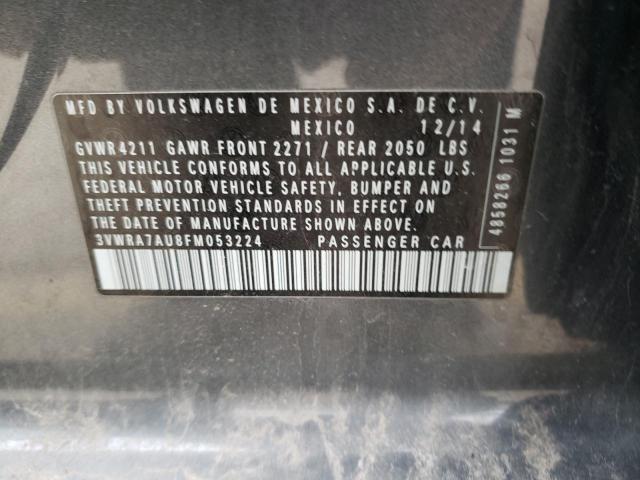 MFD BY VOLKSWAGEN DE MEXICO S.A. DE C.V.
MEXICO 12/14
GVWR 4211 GAWR FRONT 2271 / REAR 2050 LBS
THIS VEHICLE CONFORMS TO ALL APPLICABLE U.S.
FEDERAL MOTOR VEHICLE SAFETY, BUMPER AND
THEFT PREVENTION STANDARDS IN EFFECT ON
THE DATE OF MANUFACTURE SHOWN ABOVE.
3VWRA7AU8FM053224 PASSENGER CAR
4858266 1031 M